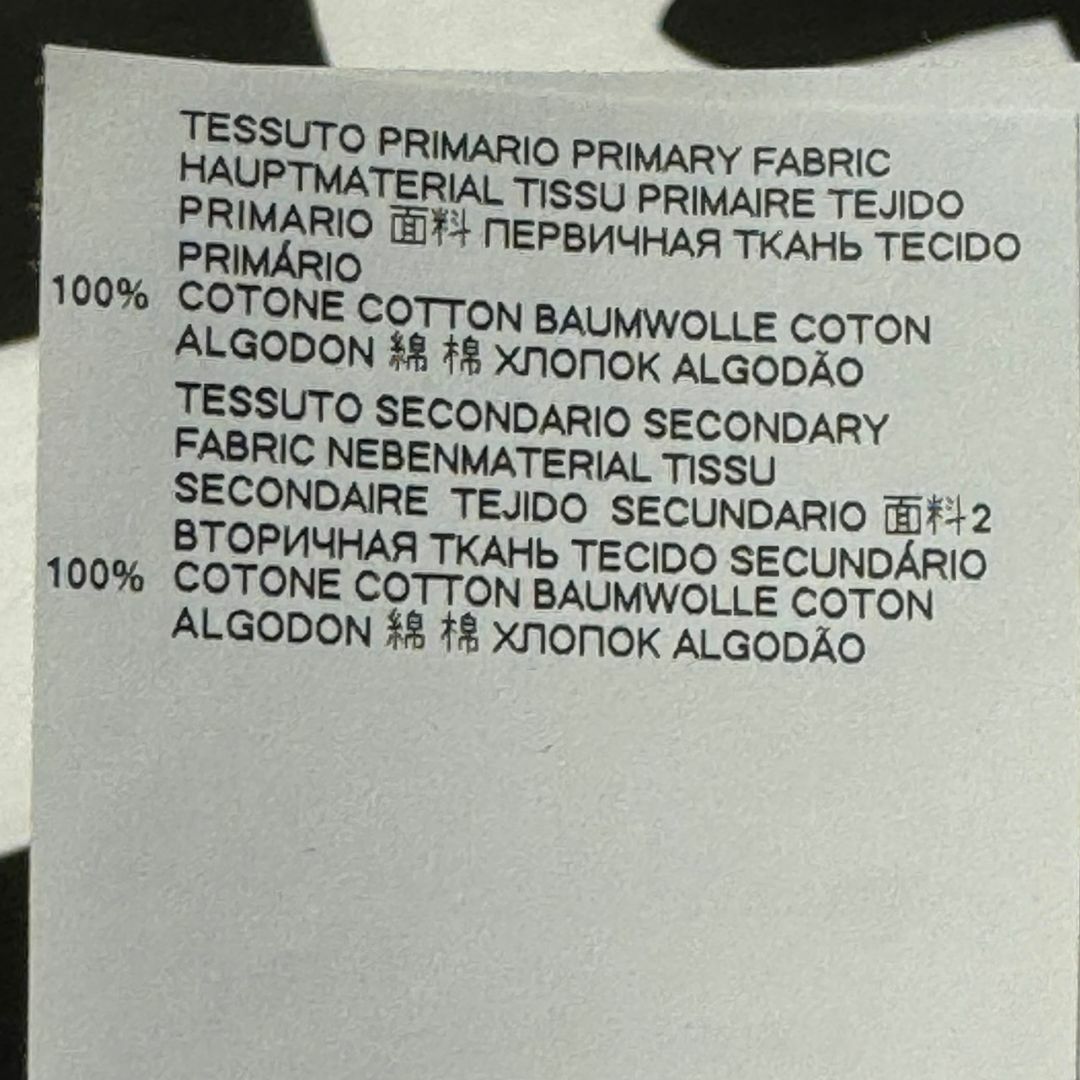 TESSUTO PRIMARIO PRIMARY FABRIC
HAUPTMATERIAL TISSU PRIMAIRE TEJIDO
PRIMARIO 面料 ПЕРВИЧНАЯ ТКАНЬ TECIDO
PRIMÁRIO
100% COTONE COTTON BAUMWOLLE COTON
ALGODON 綿 棉 ХЛОПОК ALGODÃO
TESSUTO SECONDARIO SECONDARY
FABRIC NEBENMATERIAL TISSU
SECONDAIRE TEJIDO SECUNDARIO 面料2
ВТОРИЧНАЯ ТКАНЬ TECIDO SECUNDÁRIO
100% COTONE COTTON BAUMWOLLE COTON
ALGODON 綿 棉 ХЛОПОК ALGODÃO